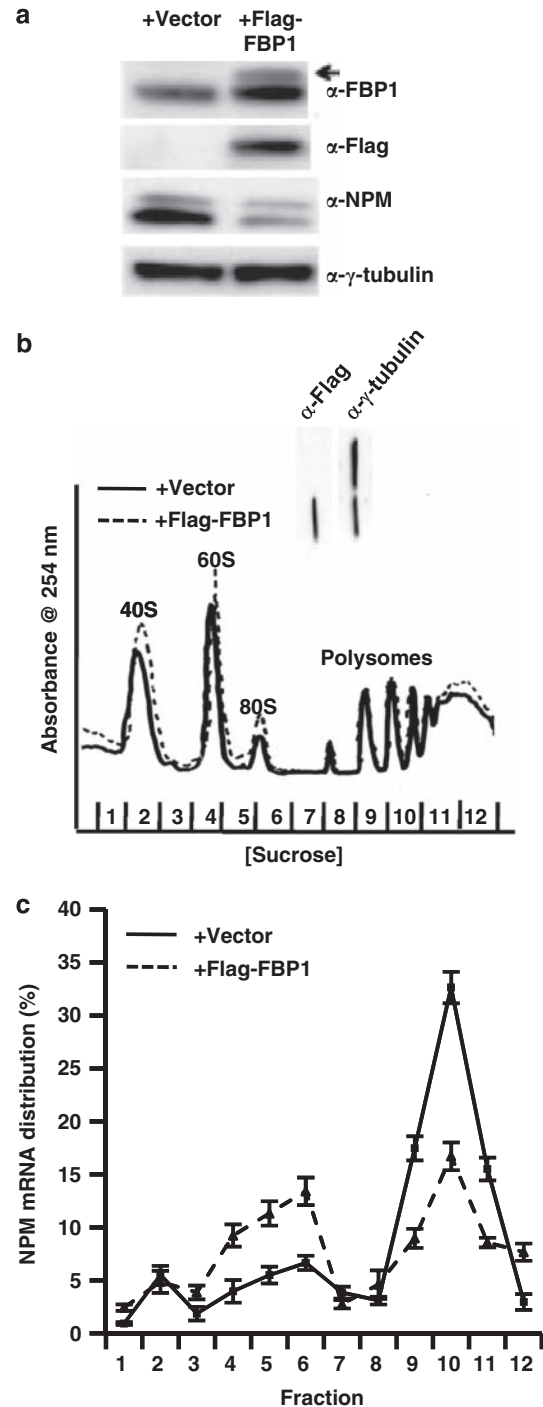 a
+Vector +Flag-
FBP1
α-FBP1
α-Flag
α-NPM
α-γ-tubulin
b
α-Flag
α-γ-tubulin
+Vector
+Flag-FBP1
Absorbance @ 254 nm
40S
60S
80S
Polysomes
1 2 3 4 5 6 7 8 9 10 11 12
[Sucrose]
c
40
35
30
25
20
15
10
5
0
+Vector
+Flag-FBP1
NPM mRNA distribution (%)
1 2 3 4 5 6 7 8 9 10 11 12
Fraction